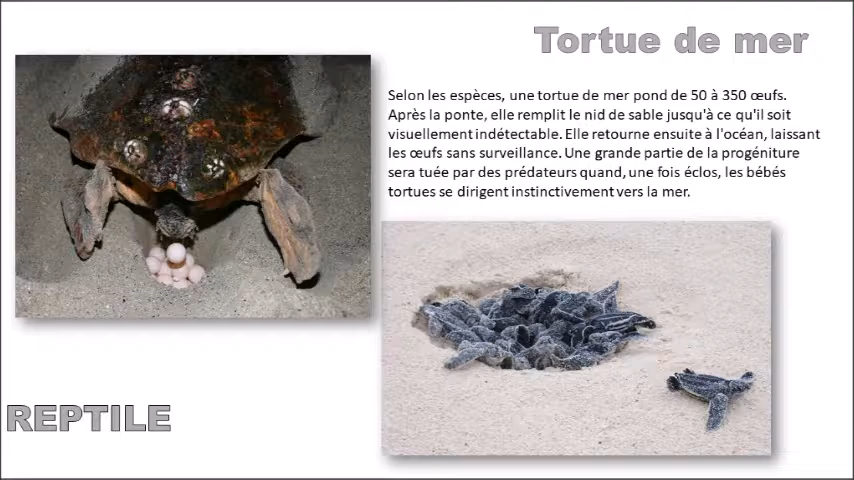 Tortue de mer
Selon les espèces, une tortue de mer pond de 50 à 350 œufs.
Après la ponte, elle remplit le nid de sable jusqu'à ce qu'il soit
visuellement indétectable. Elle retourne ensuite à l'océan, laissant
les œufs sans surveillance. Une grande partie de la progéniture
sera tuée par des prédateurs quand, une fois éclos, les bébés
tortues se dirigent instinctivement vers la mer.
REPTILE